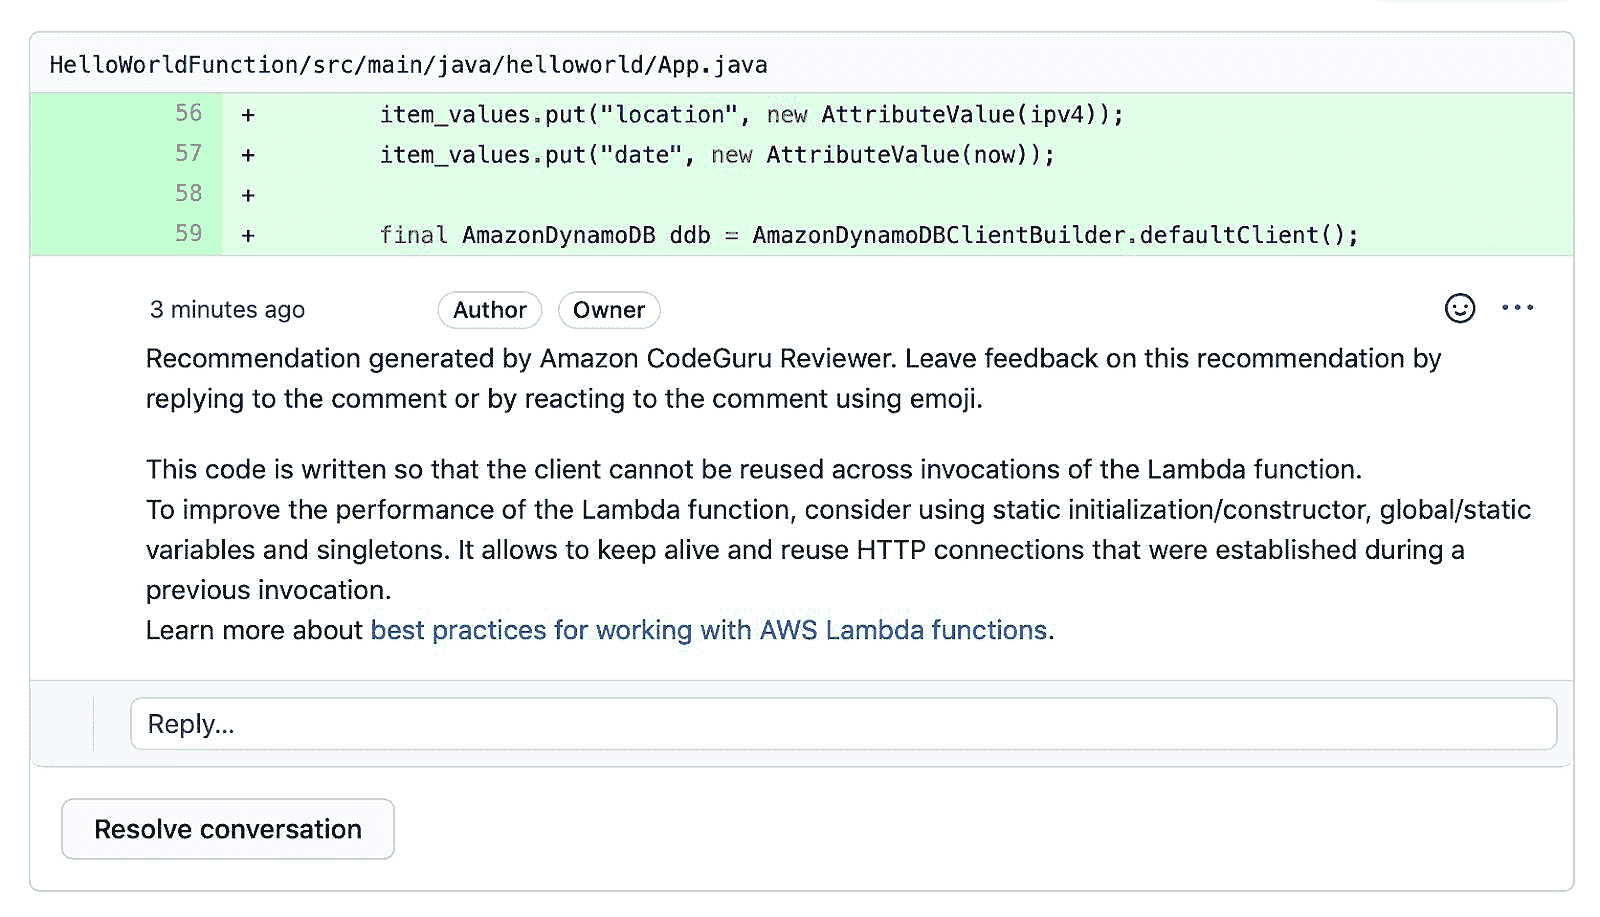 HelloWorldFunction/src/main/java/helloworld/App.java
56 + item_values.put("location", new AttributeValue(ipv4));
57 + item_values.put("date", new AttributeValue(now));
58 +
59 + final AmazonDynamoDB ddb = AmazonDynamoDBClientBuilder.defaultClient();
3 minutes ago Author Owner
Recommendation generated by Amazon CodeGuru Reviewer. Leave feedback on this recommendation by
replying to the comment or by reacting to the comment using emoji.
This code is written so that the client cannot be reused across invocations of the Lambda function.
To improve the performance of the Lambda function, consider using static initialization/constructor, global/static
variables and singletons. It allows to keep alive and reuse HTTP connections that were established during a
previous invocation.
Learn more about best practices for working with AWS Lambda functions.
Reply...
Resolve conversation